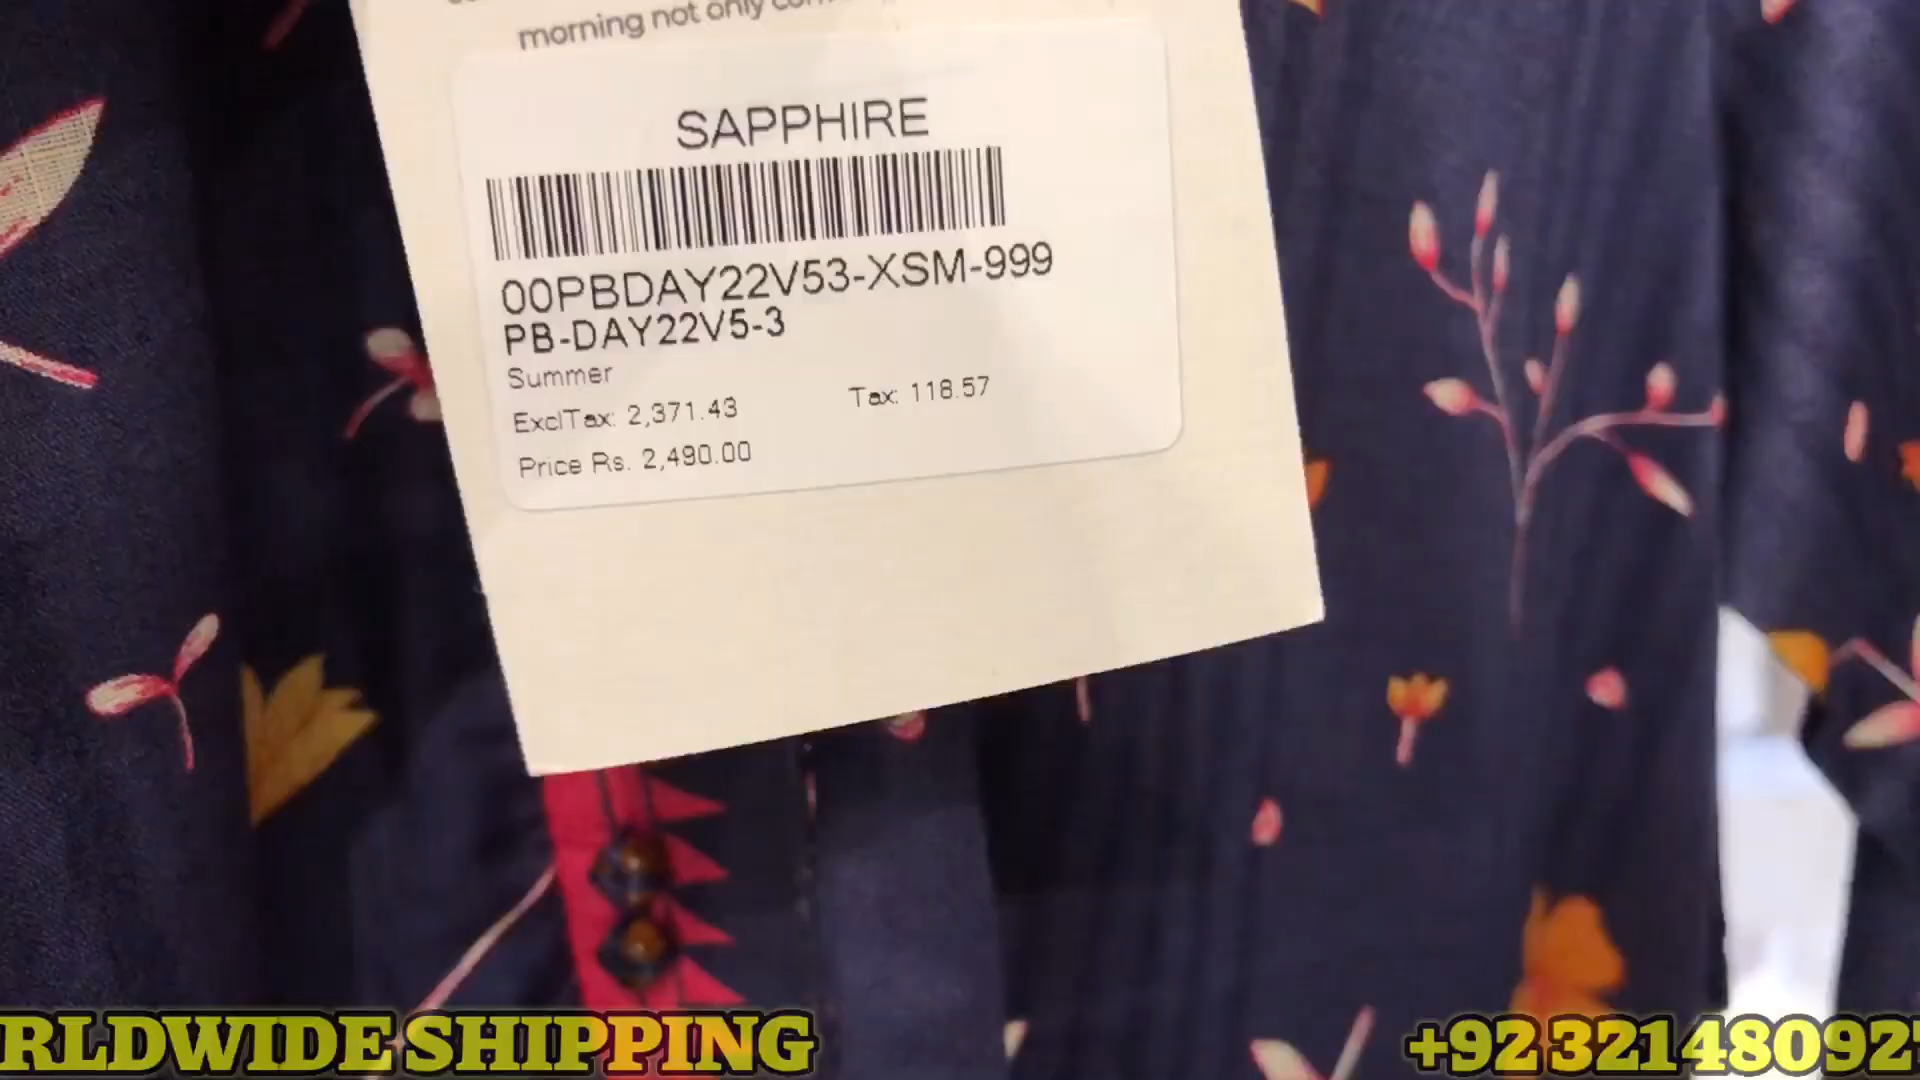 morning not only
SAPPHIRE
00PBDAY22V53-XSM-999
PB-DAY22V5-3
Summer
ExclTax: 2,371.43 Tax: 118.57
Price Rs. 2,490.00
RLDWIDE SHIPPING +92 32148092